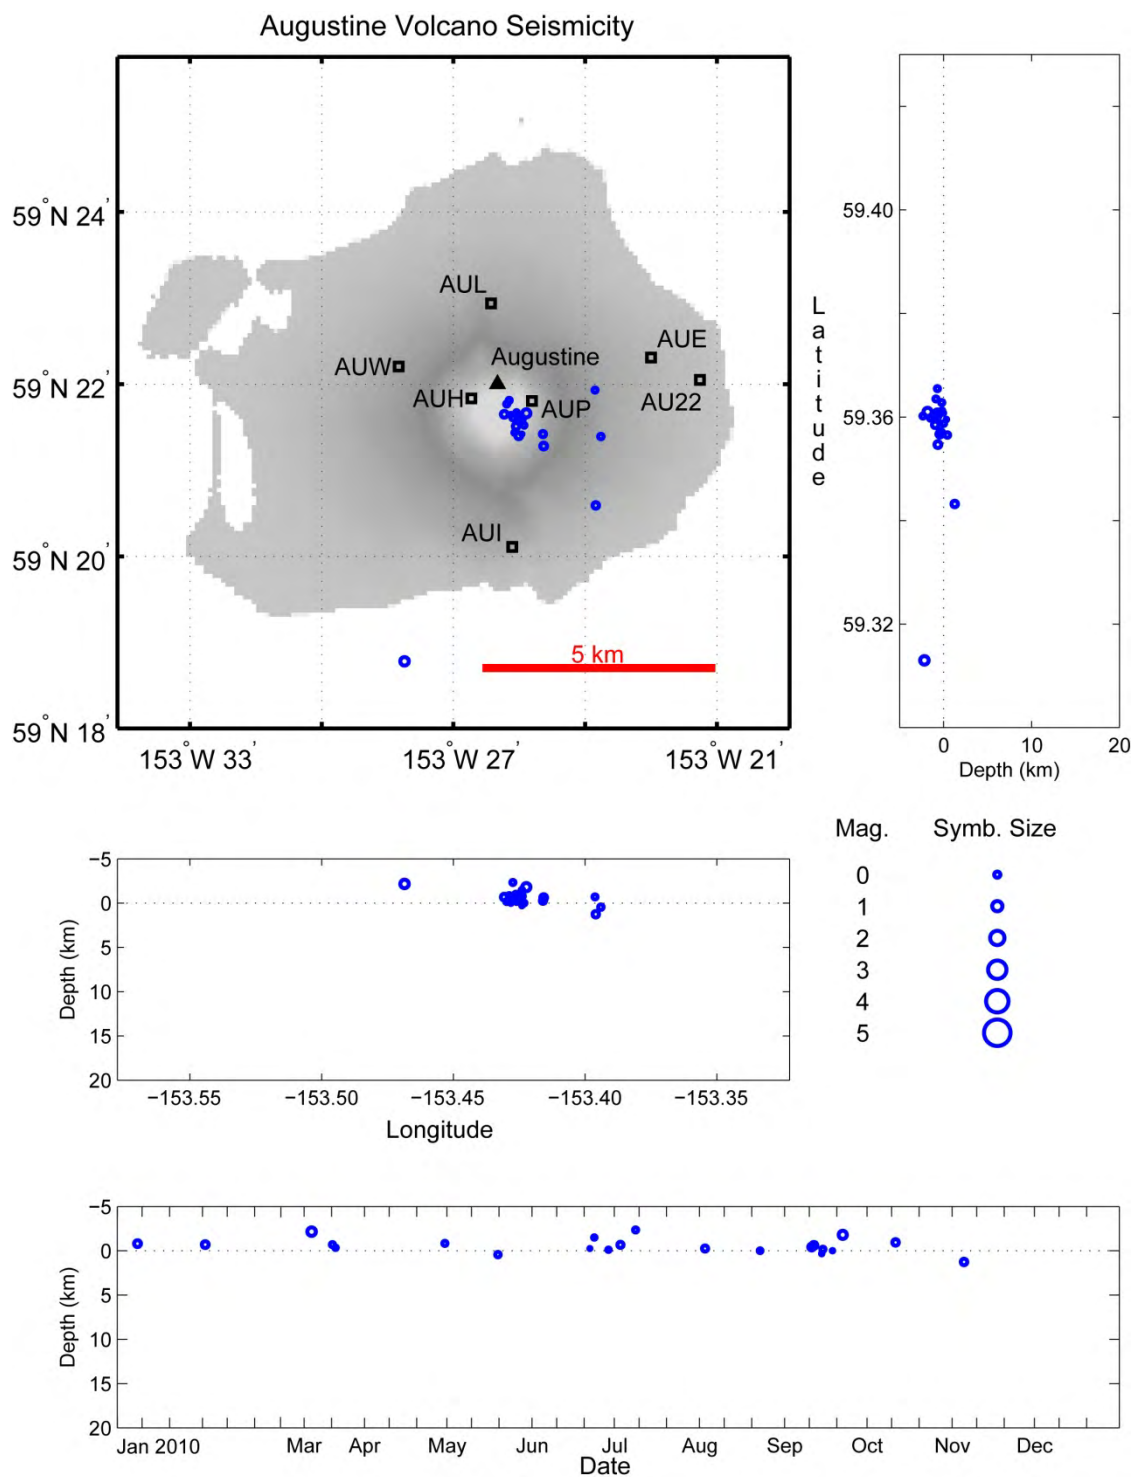 Augustine Volcano Seismicity
59°N 24'
59°N 22'
59°N 20'
59°N 18'
153°W 33'
153°W 27'
153°W 21'
AUL
AUE
Augustine
AUW
AUH
AUP
AU22
AUI
5 km
Latitude
59.40
59.36
59.32
0
10
20
Depth (km)
Mag.
Symb. Size
0
1
2
3
4
5
−5
0
5
10
15
20
Depth (km)
−153.55
−153.50
−153.45
−153.40
−153.35
Longitude
−5
0
5
10
15
20
Depth (km)
Jan 2010
Mar
Apr
May
Jun
Jul
Aug
Sep
Oct
Nov
Dec
Date